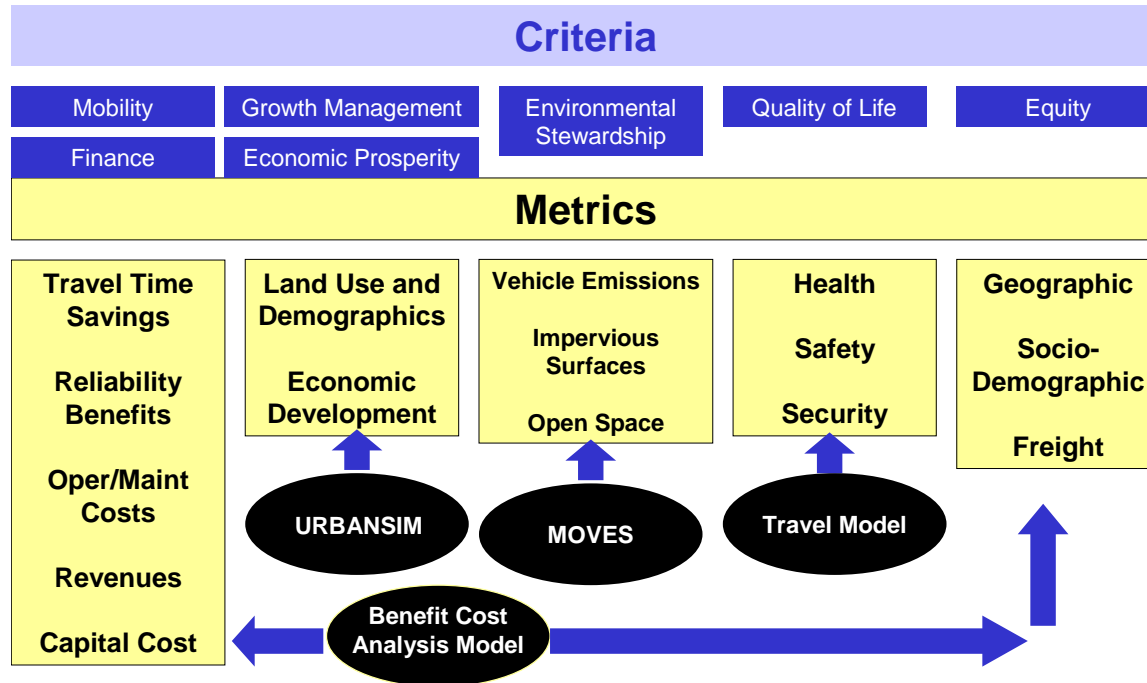 Criteria
Mobility
Growth Management
Environmental
Stewardship
Quality of Life
Equity
Finance
Economic Prosperity
Metrics
Travel Time
Savings
Reliability
Benefits
Oper/Maint
Costs
Revenues
Capital Cost
Land Use and
Demographics
Economic
Development
Vehicle Emissions
Impervious
Surfaces
Open Space
Health
Safety
Security
Geographic
Socio-
Demographic
Freight
URBANSIM
MOVES
Travel Model
Benefit Cost
Analysis Model